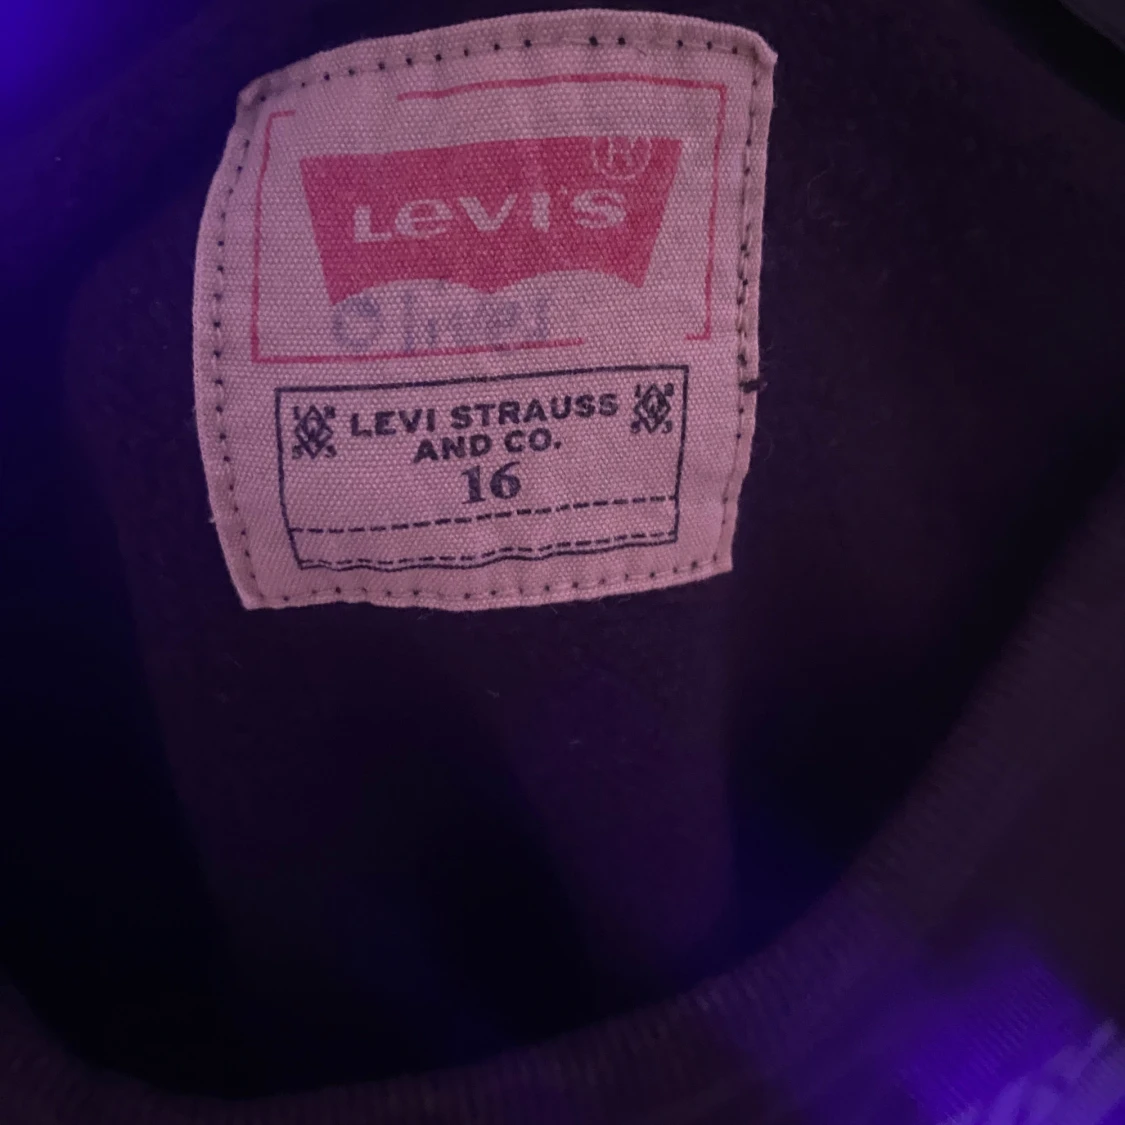 LEVI'S ®
LEVI STRAUSS
AND CO.
16